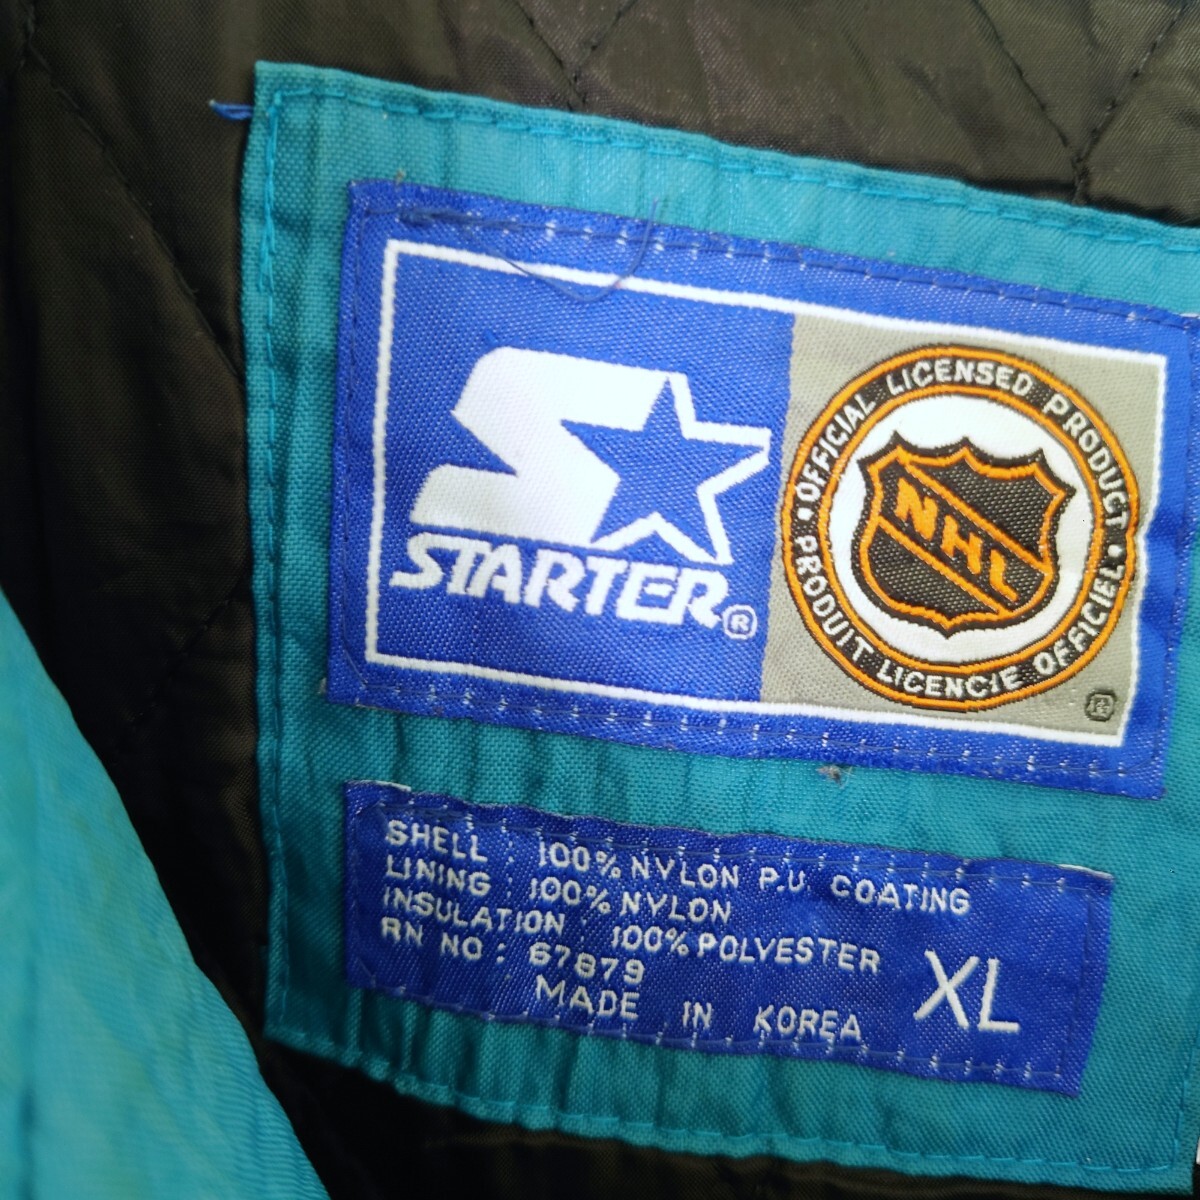 STARTER®
OFFICIAL LICENSED PRODUCT •
NHL
PRODUIT LICENCIE OFFICIEL •
®
SHELL : 100% NYLON P.U. COATING
LINING : 100% NYLON
INSULATION : 100% POLYESTER
RN NO : 67879
MADE IN KOREA
XL